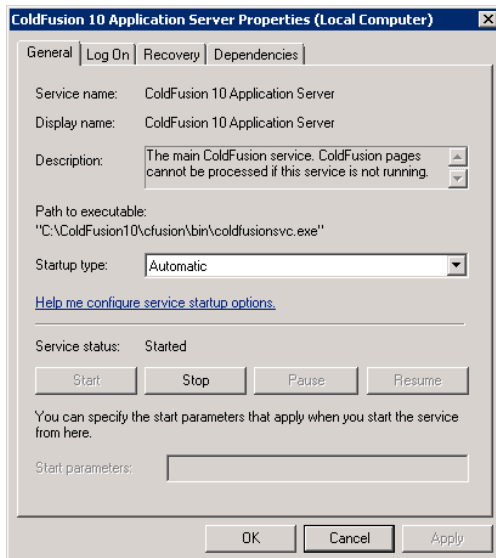 ColdFusion 10 Application Server Properties (Local Computer)
General Log On Recovery Dependencies
Service name: ColdFusion 10 Application Server
Display name: ColdFusion 10 Application Server
Description: The main ColdFusion service. ColdFusion pages
cannot be processed if this service is not running.
Path to executable:
"C:\ColdFusion10\cfusion\bin\coldfusionsvc.exe"
Startup type: Automatic
Help me configure service startup options.
Service status: Started
Start Stop Pause Resume
You can specify the start parameters that apply when you start the service
from here.
Start parameters:
OK Cancel Apply